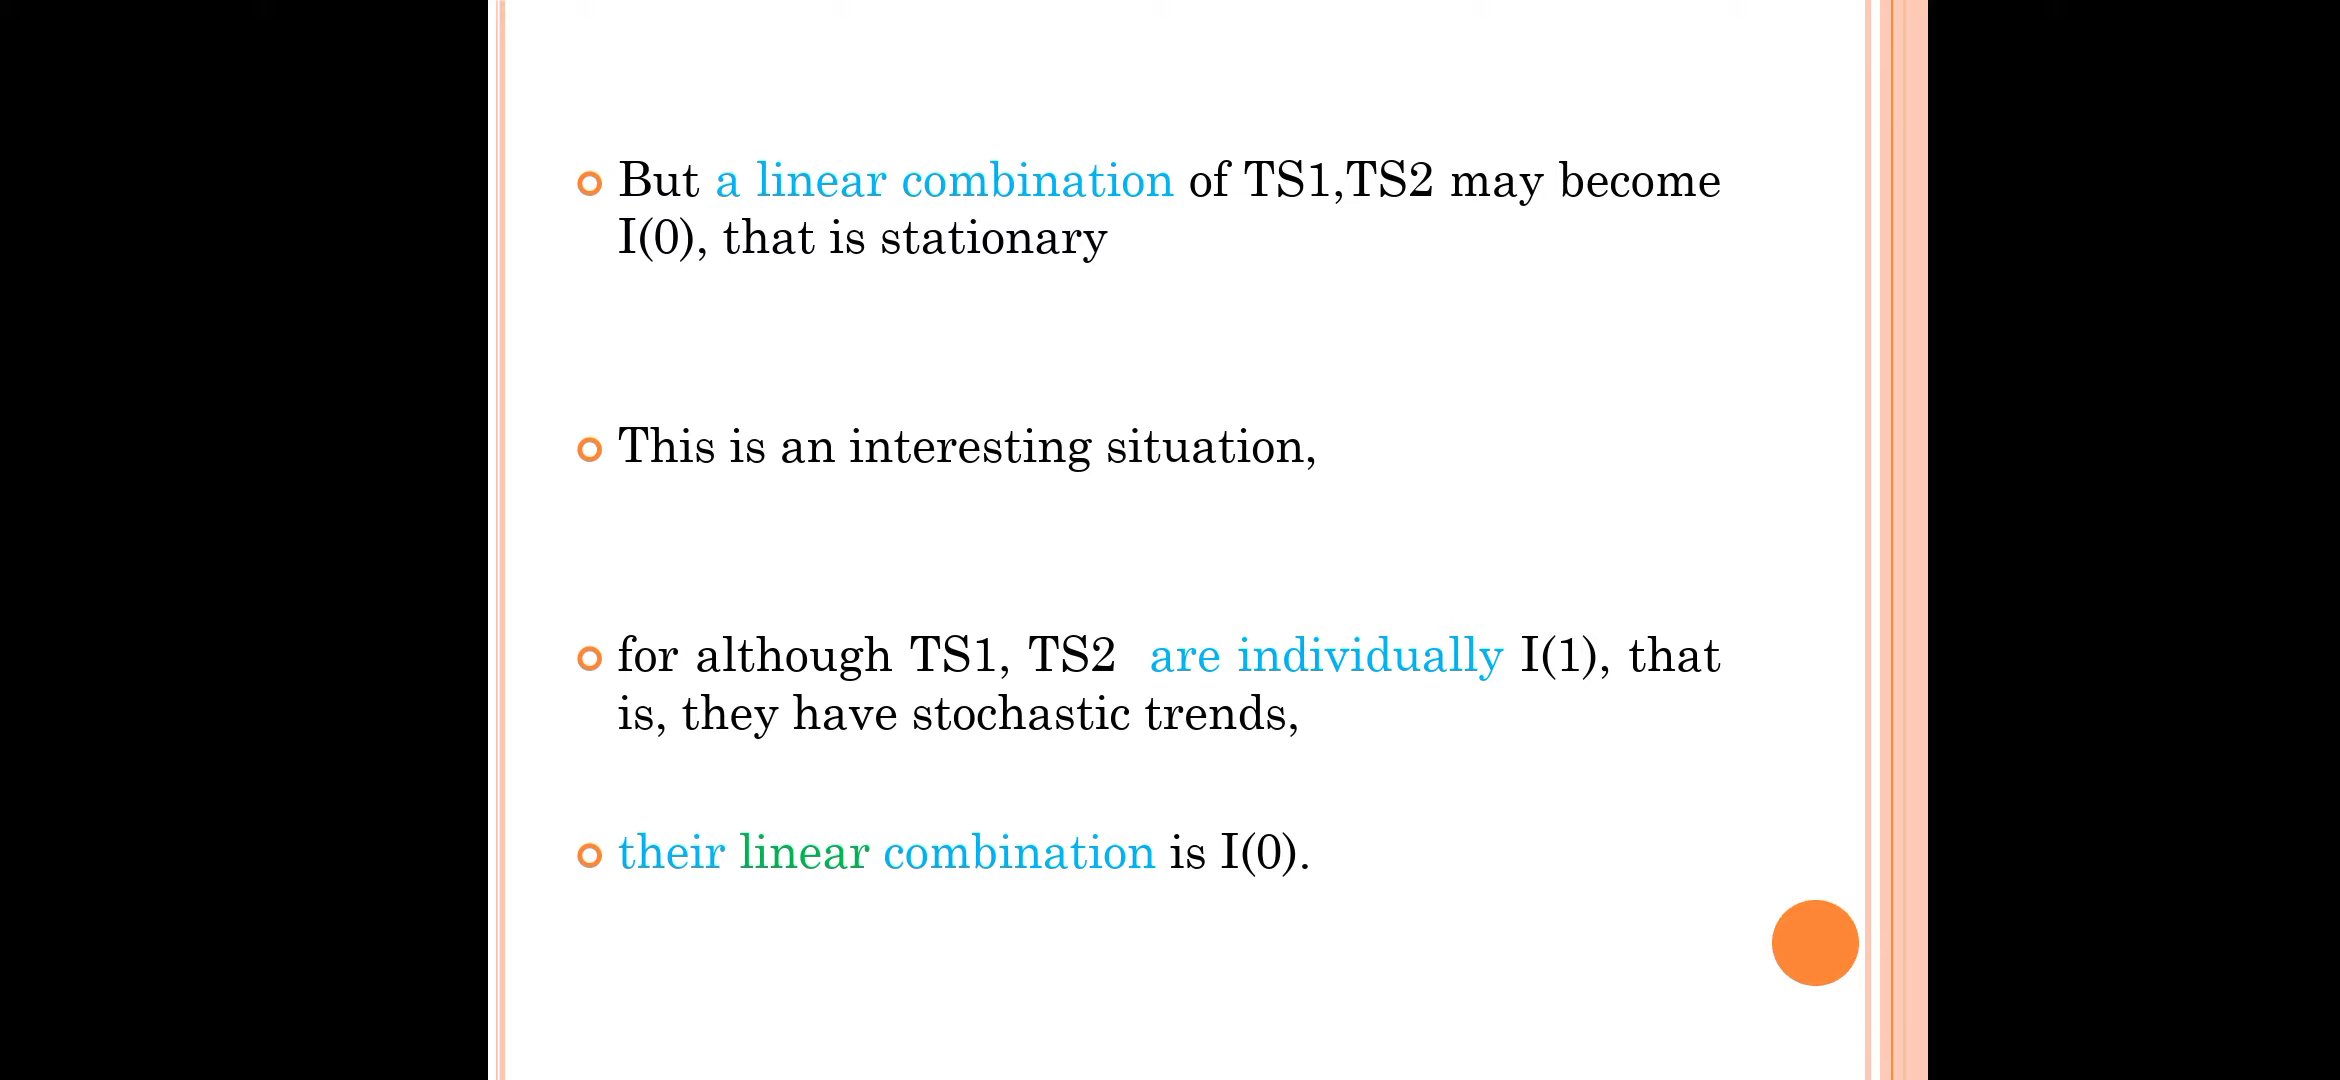 But a linear combination of TS1,TS2 may become
I(0), that is stationary
This is an interesting situation,
for although TS1, TS2 are individually I(1), that
is, they have stochastic trends,
their linear combination is I(0).